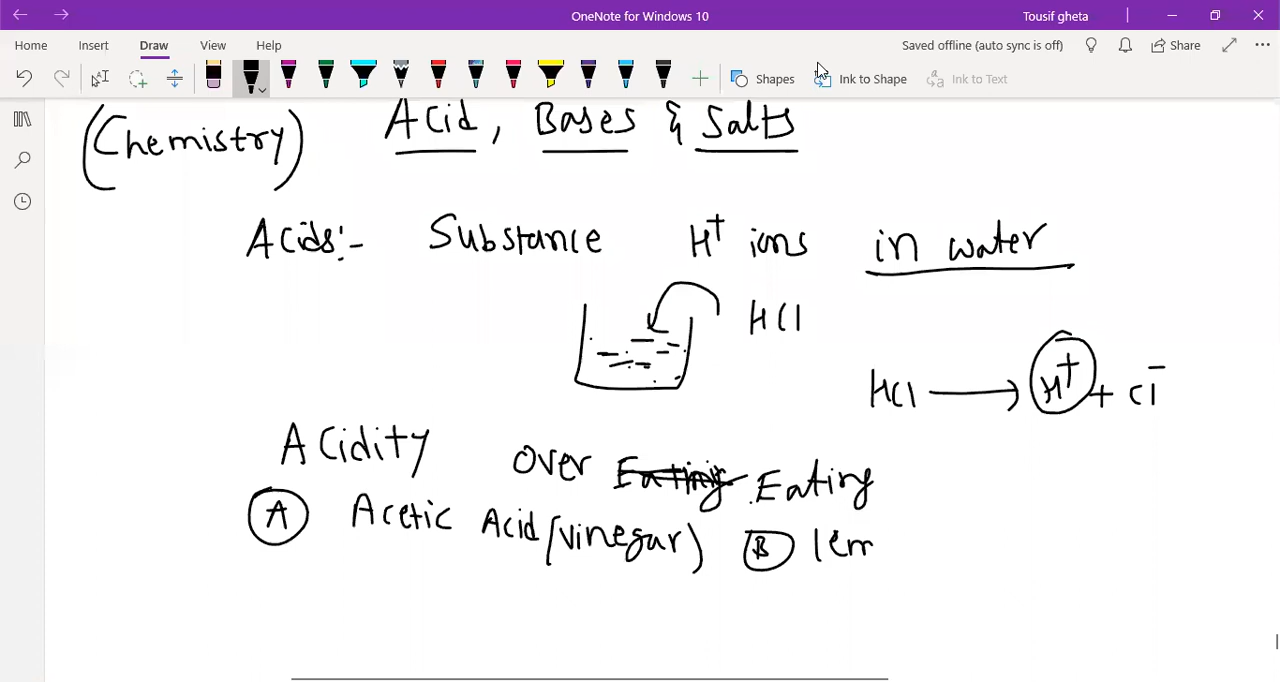 OneNote for Windows 10
Tousif gheta
Home Insert Draw View Help
Saved offline (auto sync is off) Share
Shapes Ink to Shape Ink to Text
(Chemistry) Acid, Bases & Salts
Acids:- Substance H+ ions in water
HCl
HCl → H+ + Cl-
Acidity Over Eating Eating
A Acetic Acid (vinegar) B lem